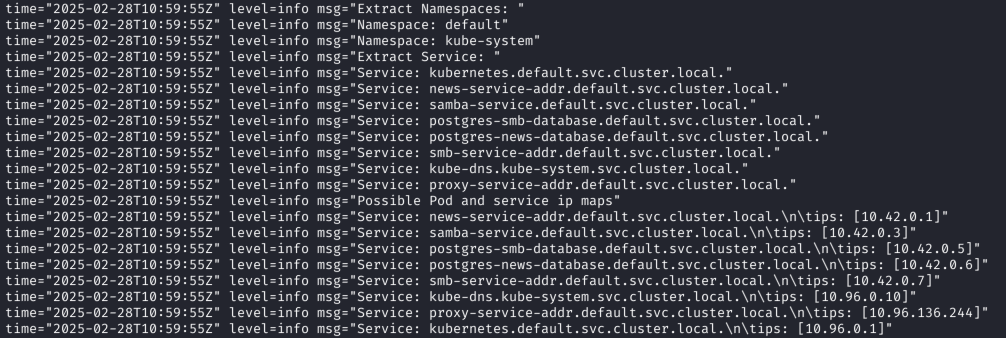 time="2025-02-28T10:59:55Z" level=info msg="Extract Namespaces: "
time="2025-02-28T10:59:55Z" level=info msg="Namespace: default"
time="2025-02-28T10:59:55Z" level=info msg="Namespace: kube-system"
time="2025-02-28T10:59:55Z" level=info msg="Extract Service: "
time="2025-02-28T10:59:55Z" level=info msg="Service: kubernetes.default.svc.cluster.local."
time="2025-02-28T10:59:55Z" level=info msg="Service: news-service-addr.default.svc.cluster.local."
time="2025-02-28T10:59:55Z" level=info msg="Service: samba-service.default.svc.cluster.local."
time="2025-02-28T10:59:55Z" level=info msg="Service: postgres-smb-database.default.svc.cluster.local."
time="2025-02-28T10:59:55Z" level=info msg="Service: postgres-news-database.default.svc.cluster.local."
time="2025-02-28T10:59:55Z" level=info msg="Service: smb-service-addr.default.svc.cluster.local."
time="2025-02-28T10:59:55Z" level=info msg="Service: kube-dns.kube-system.svc.cluster.local."
time="2025-02-28T10:59:55Z" level=info msg="Service: proxy-service-addr.default.svc.cluster.local."
time="2025-02-28T10:59:55Z" level=info msg="Possible Pod and service ip maps"
time="2025-02-28T10:59:55Z" level=info msg="Service: news-service-addr.default.svc.cluster.local.\n\tips: [10.42.0.1]"
time="2025-02-28T10:59:55Z" level=info msg="Service: samba-service.default.svc.cluster.local.\n\tips: [10.42.0.3]"
time="2025-02-28T10:59:55Z" level=info msg="Service: postgres-smb-database.default.svc.cluster.local.\n\tips: [10.42.0.5]"
time="2025-02-28T10:59:55Z" level=info msg="Service: postgres-news-database.default.svc.cluster.local.\n\tips: [10.42.0.6]"
time="2025-02-28T10:59:55Z" level=info msg="Service: smb-service-addr.default.svc.cluster.local.\n\tips: [10.42.0.7]"
time="2025-02-28T10:59:55Z" level=info msg="Service: kube-dns.kube-system.svc.cluster.local.\n\tips: [10.96.0.10]"
time="2025-02-28T10:59:55Z" level=info msg="Service: proxy-service-addr.default.svc.cluster.local.\n\tips: [10.96.136.244]"
time="2025-02-28T10:59:55Z" level=info msg="Service: kubernetes.default.svc.cluster.local.\n\tips: [10.96.0.1]"